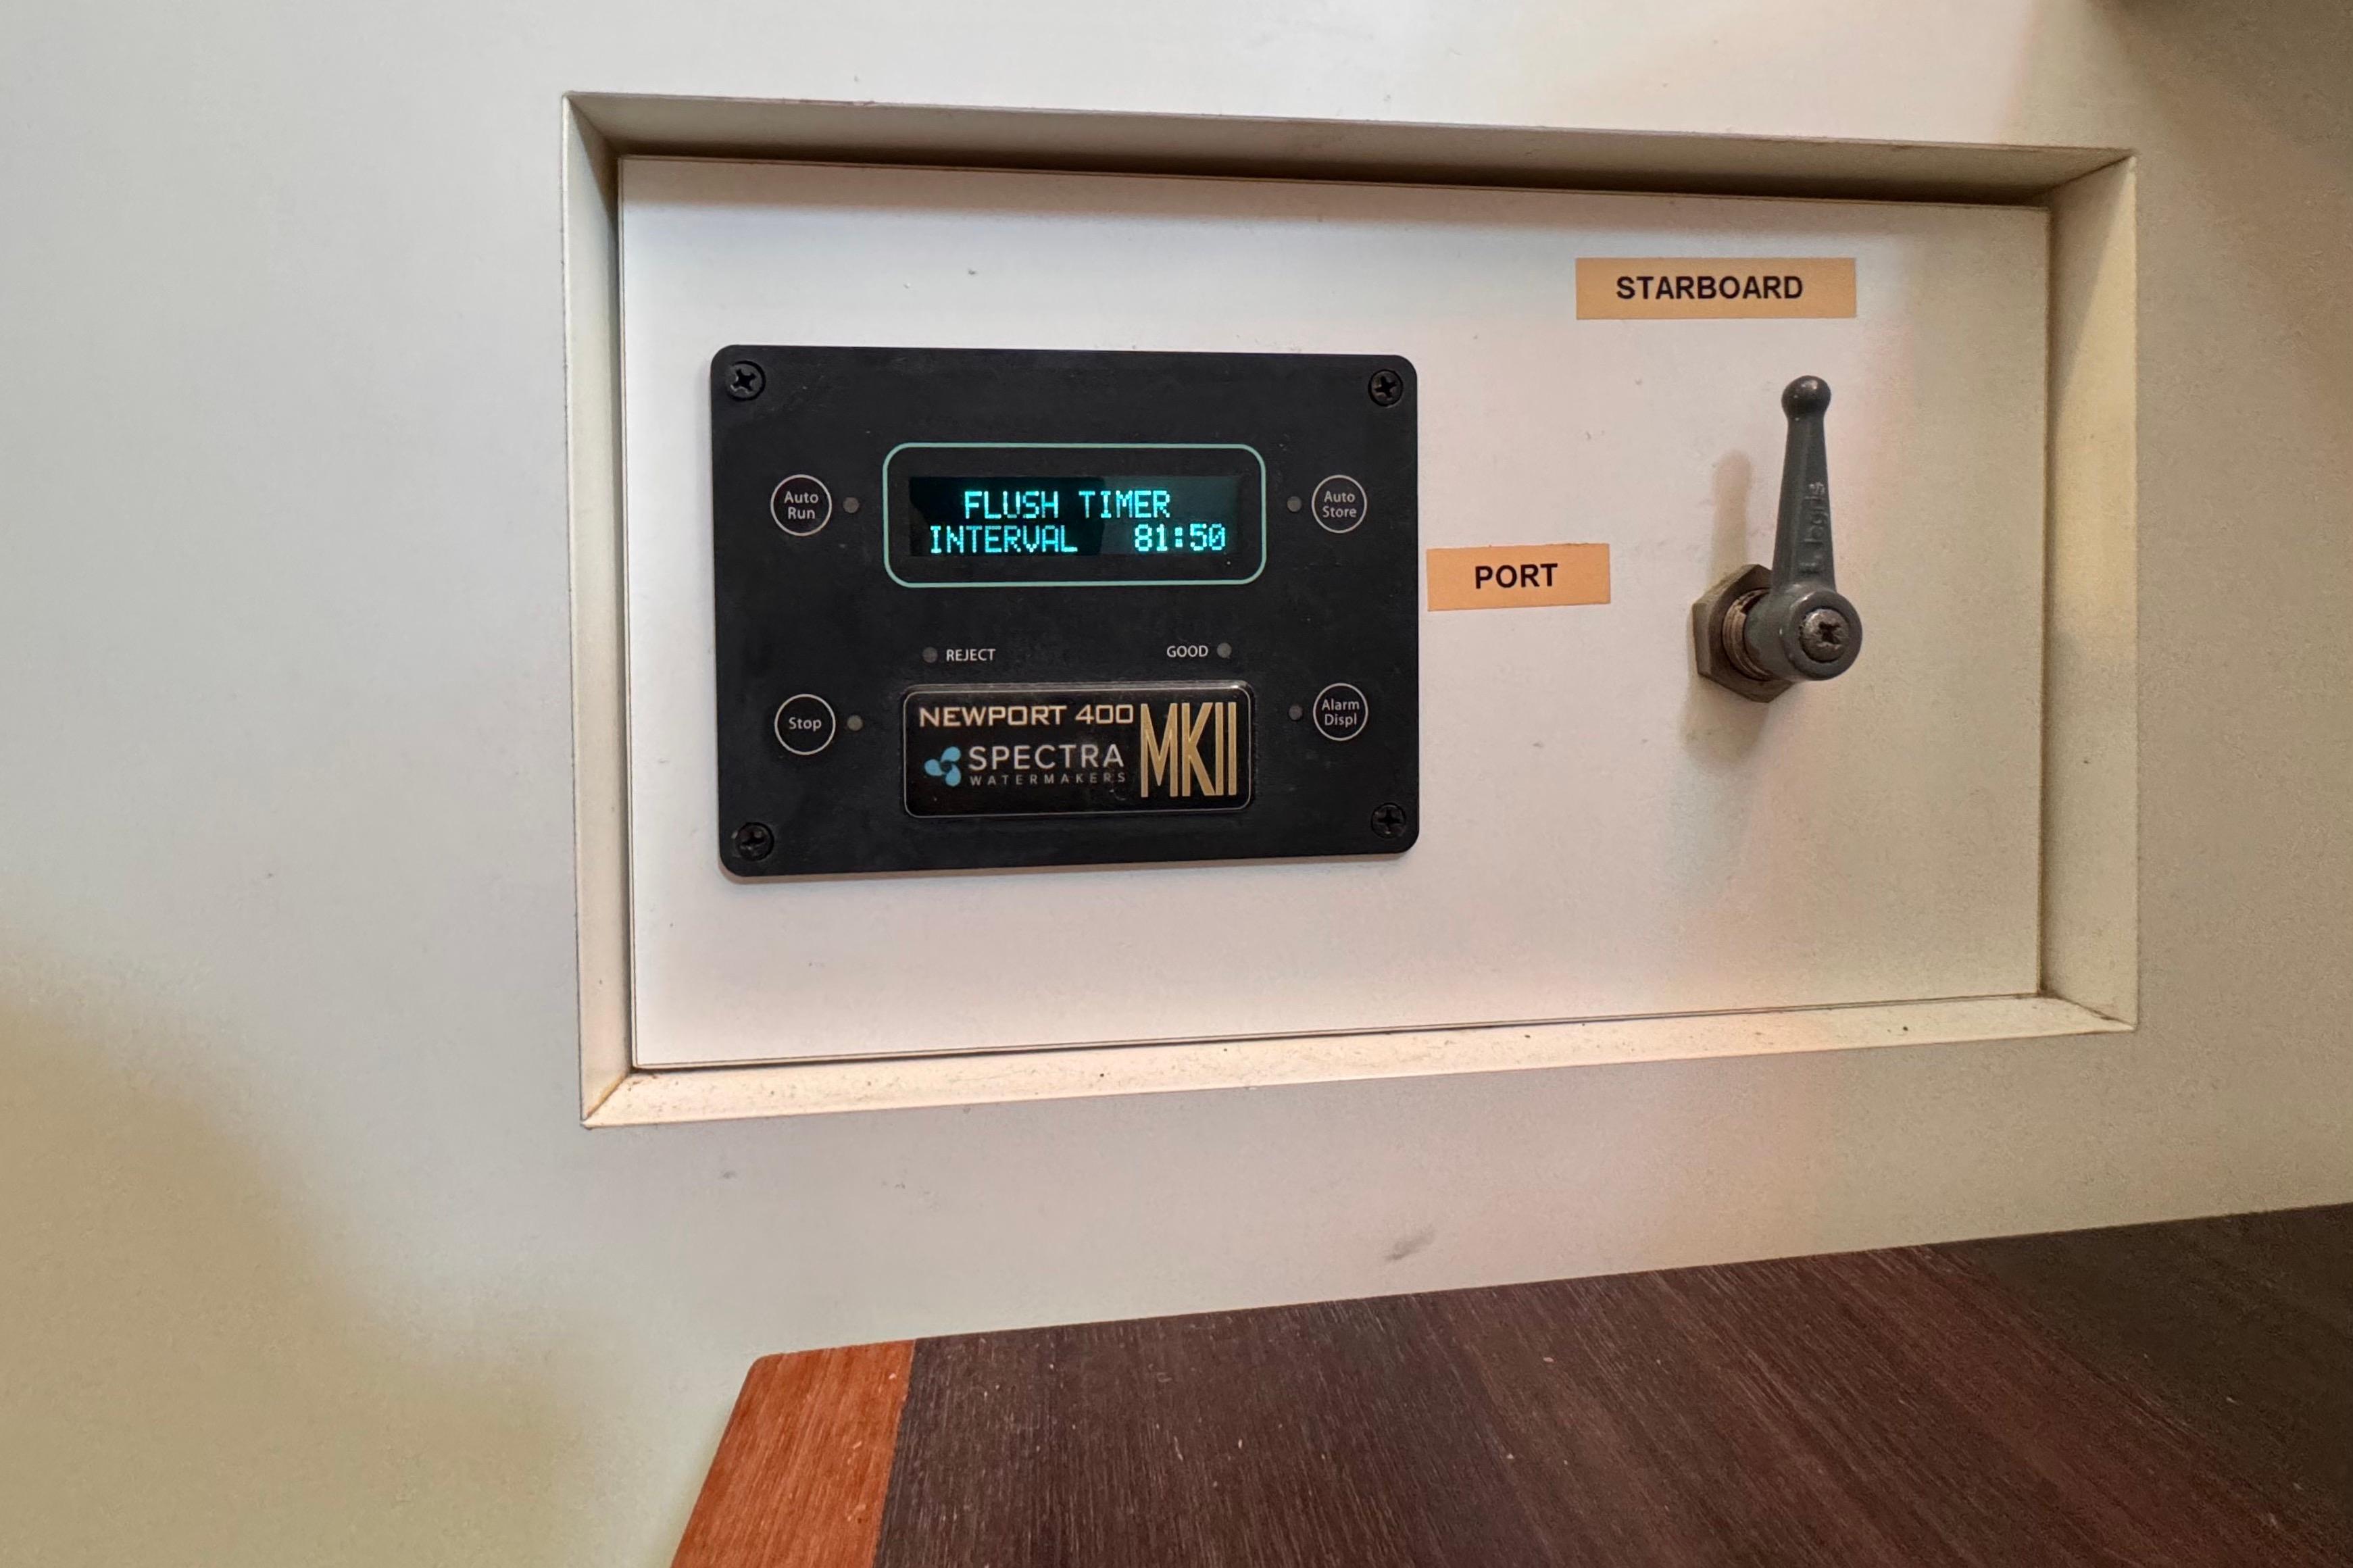 STARBOARD
PORT
Auto
Run
FLUSH TIMER
INTERVAL 81:50
Auto
Store
REJECT
GOOD
Stop
NEWPORT 400
MKII
SPECTRA
WATERMAKERS
Alarm
Displ